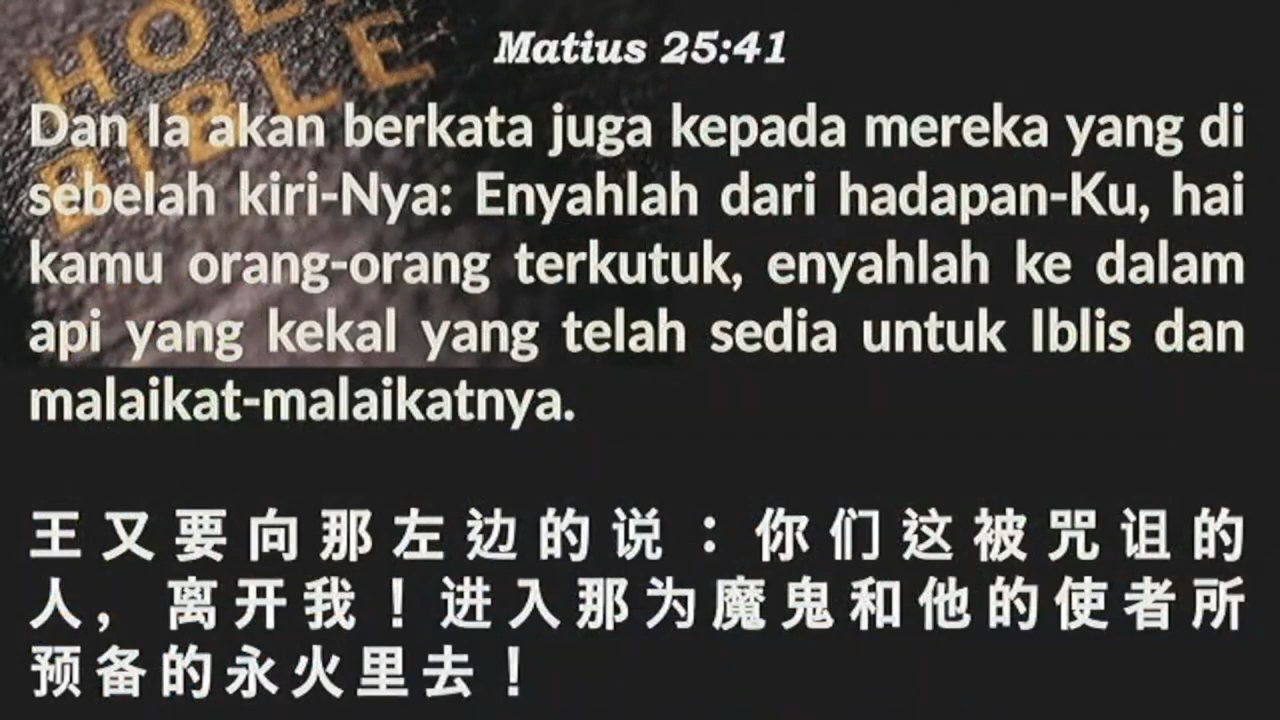 HOLY
BIBLE
Matius 25:41
Dan Ia akan berkata juga kepada mereka yang di
sebelah kiri-Nya: Enyahlah dari hadapan-Ku, hai
kamu orang-orang terkutuk, enyahlah ke dalam
api yang kekal yang telah sedia untuk Iblis dan
malaikat-malaikatnya.
王又要向那左边的说：你们这被咒诅的
人，离开我！进入那为魔鬼和他的使者所
预备的永火里去！